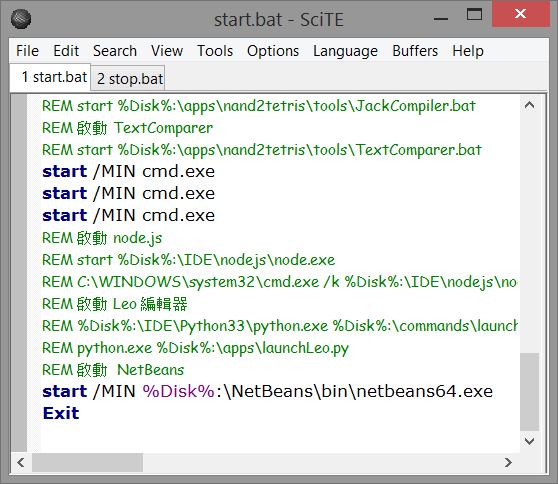 start.bat - SciTE
File Edit Search View Tools Options Language Buffers Help
1 start.bat 2 stop.bat
REM start %Disk%:\apps\nand2tetris\tools\JackCompiler.bat
REM 啟動 TextComparer
REM start %Disk%:\apps\nand2tetris\tools\TextComparer.bat
start /MIN cmd.exe
start /MIN cmd.exe
start /MIN cmd.exe
REM 啟動 node.js
REM start %Disk%:\IDE\nodejs\node.exe
REM C:\WINDOWS\system32\cmd.exe /k %Disk%:\IDE\nodejs\no
REM 啟動 Leo 編輯器
REM %Disk%:\IDE\Python33\python.exe %Disk%:\commands\launch
REM python.exe %Disk%:\apps\launchLeo.py
REM 啟動 NetBeans
start /MIN %Disk%:\NetBeans\bin\netbeans64.exe
Exit